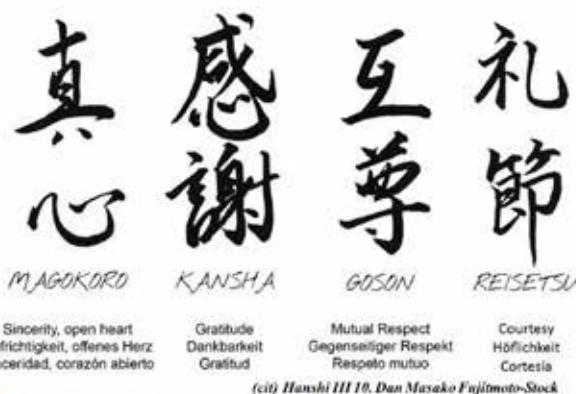 真心
感謝
互尊
礼節
MAGOKORO
KANSHA
GOSON
REISETSU
Sincerity, open heart
frichtigkeit, offenes Herz
ceridad, corazón abierto
Gratitude
Dankbarkeit
Gratitud
Mutual Respect
Gegenseitiger Respekt
Respeto mutuo
Courtesy
Höflichkeit
Cortesía
(cit) Hanshi III 10. Dan Masako Fujitmoto-Stock